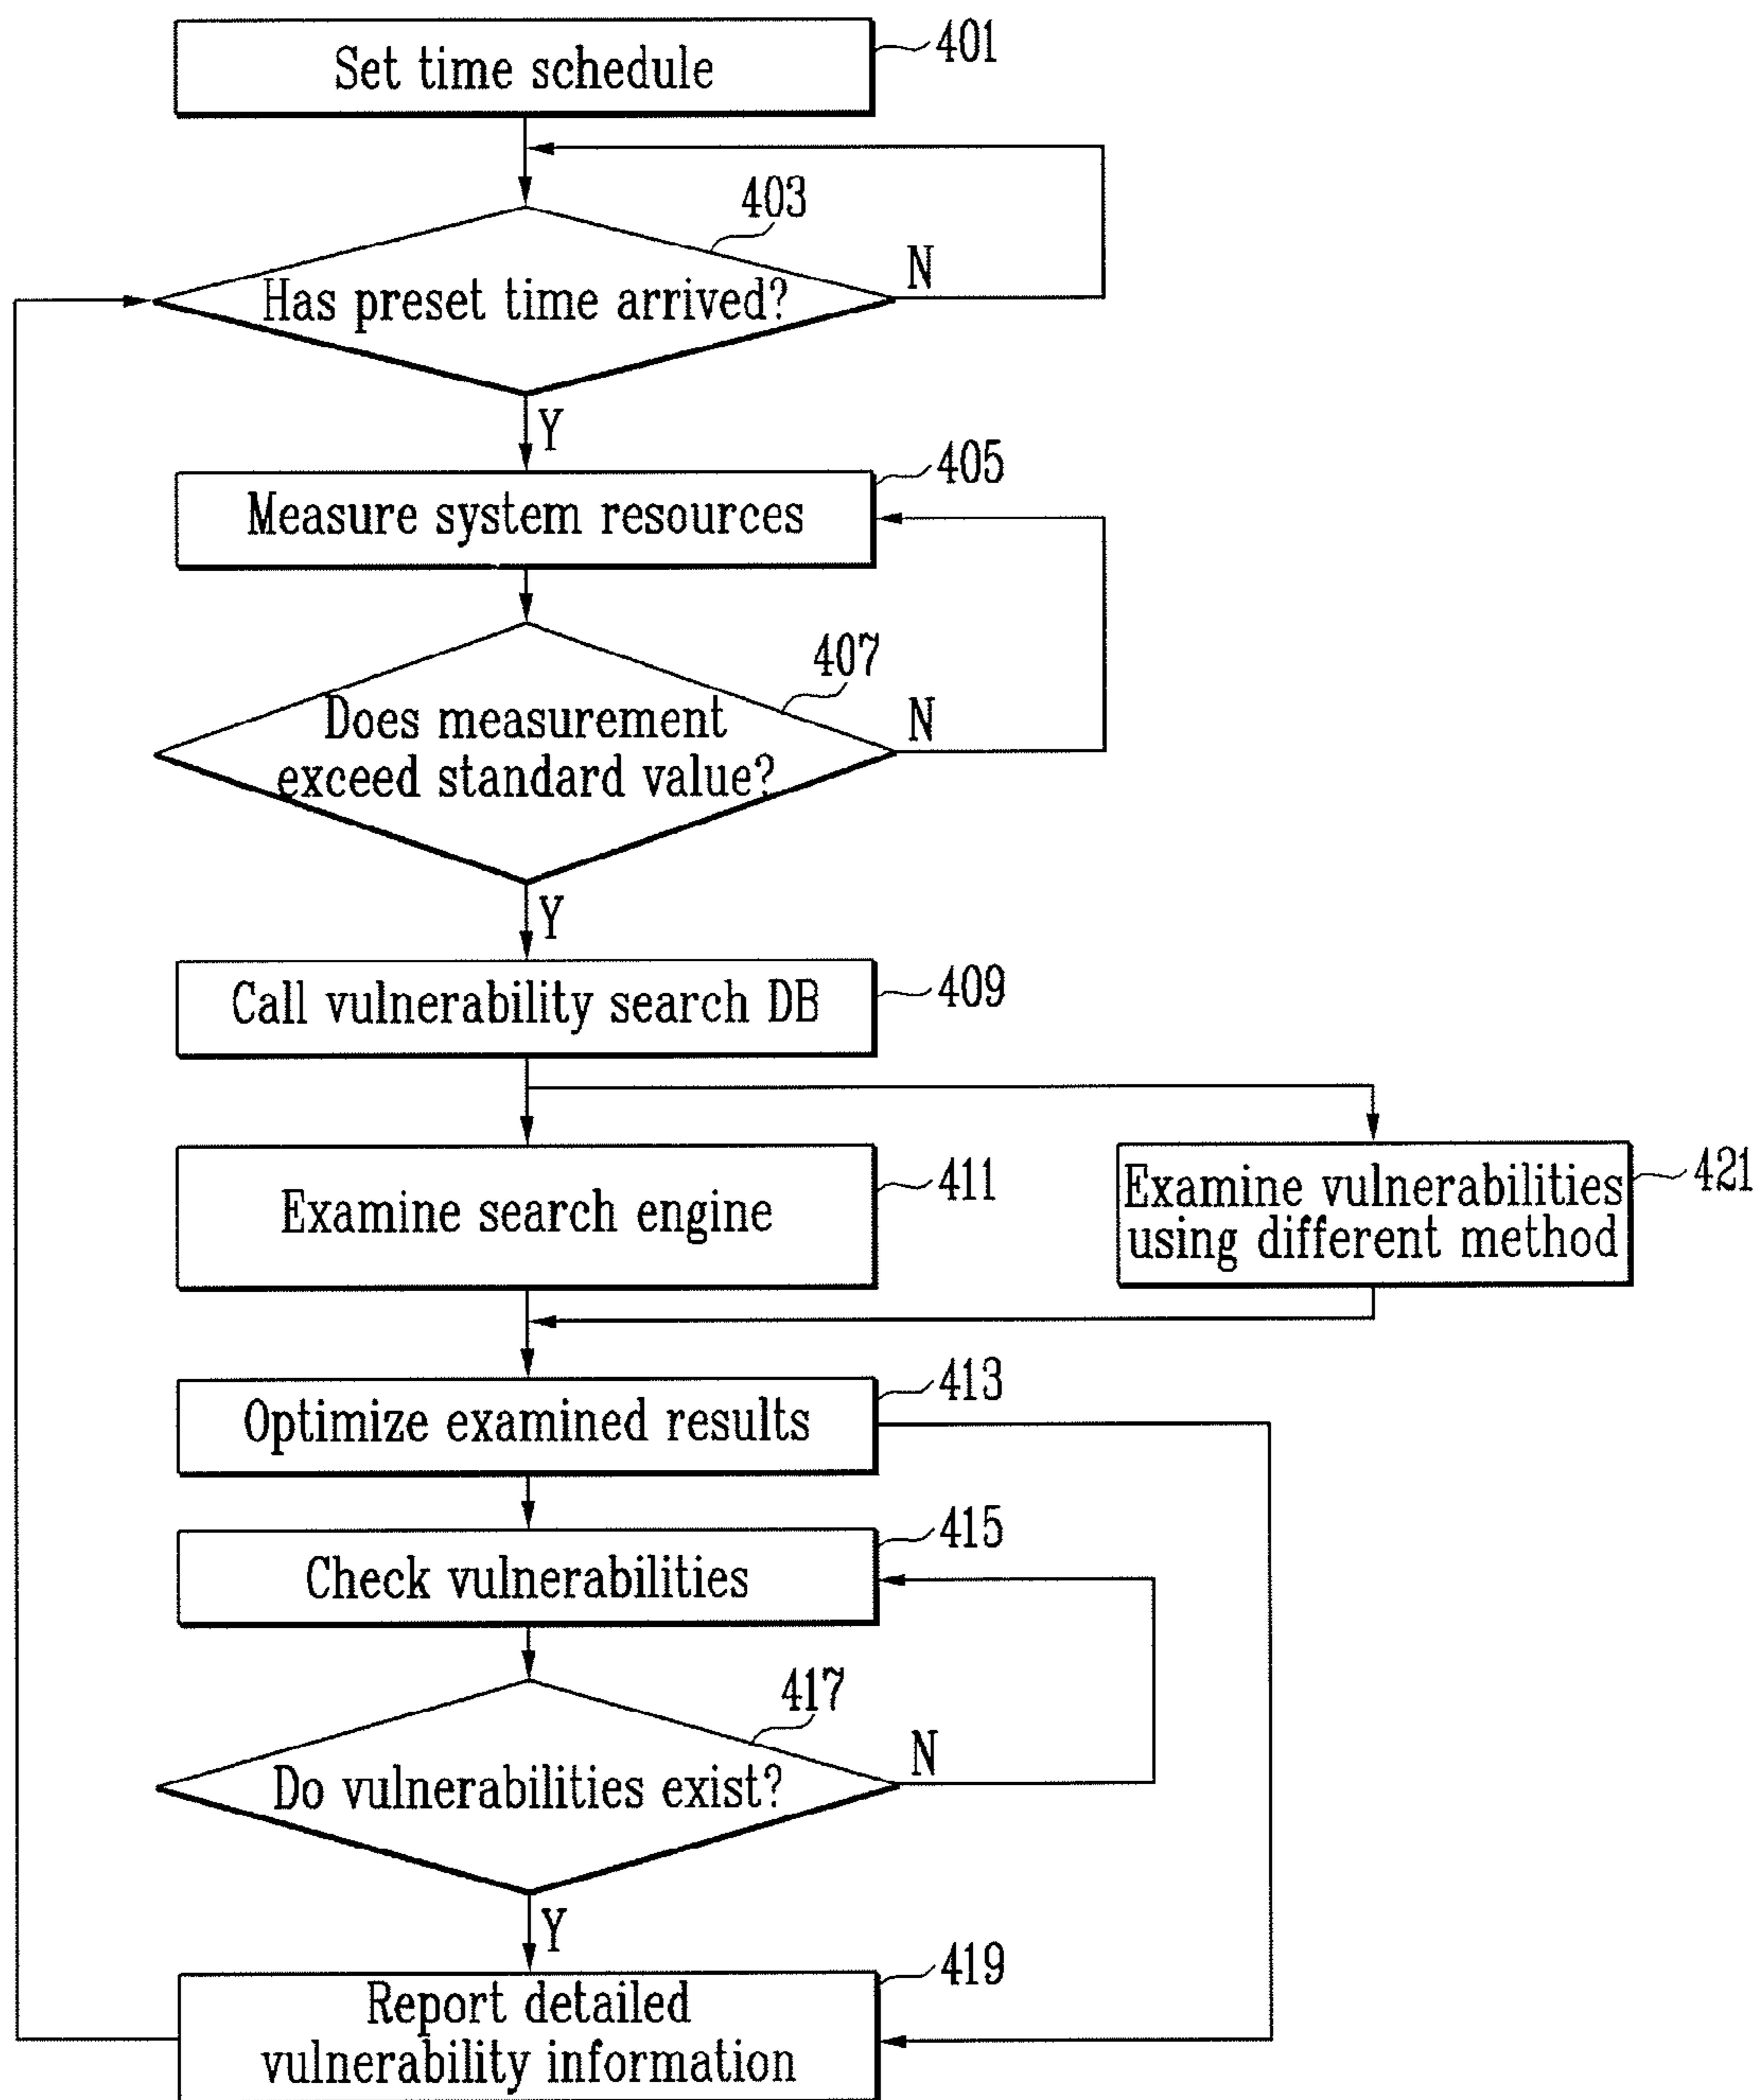 Set time schedule
401
403
Has preset time arrived?
N
Y
Measure system resources
405
407
Does measurement
exceed standard value?
N
Y
Call vulnerability search DB
409
Examine search engine
411
Examine vulnerabilities
using different method
421
Optimize examined results
413
Check vulnerabilities
415
417
Do vulnerabilities exist?
N
Y
Report detailed
vulnerability information
419